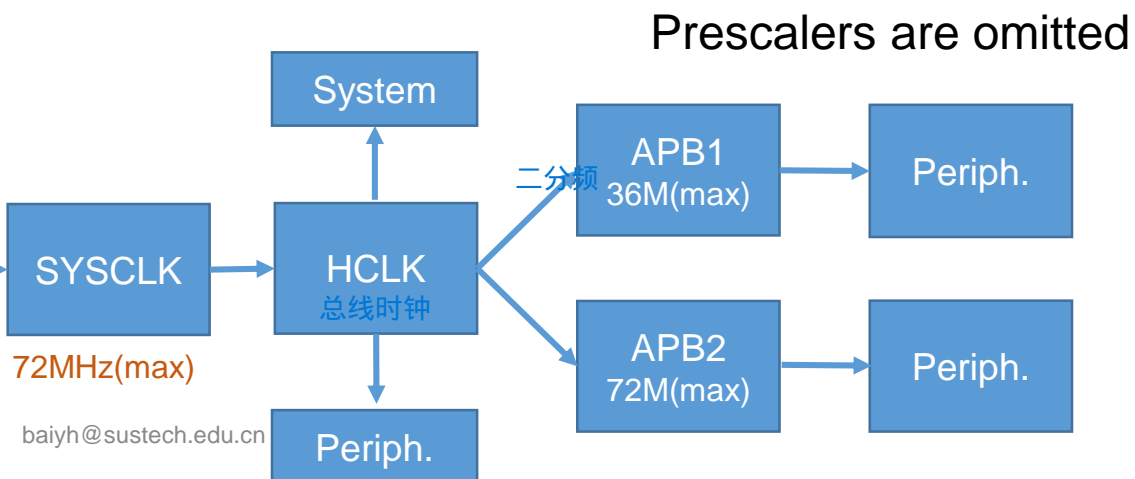 Prescalers are omitted
System
二分频
APB1
36M(max)
Periph.
SYSCLK
HCLK
总线时钟
72MHz(max)
APB2
72M(max)
Periph.
baiyh@sustech.edu.cn
Periph.